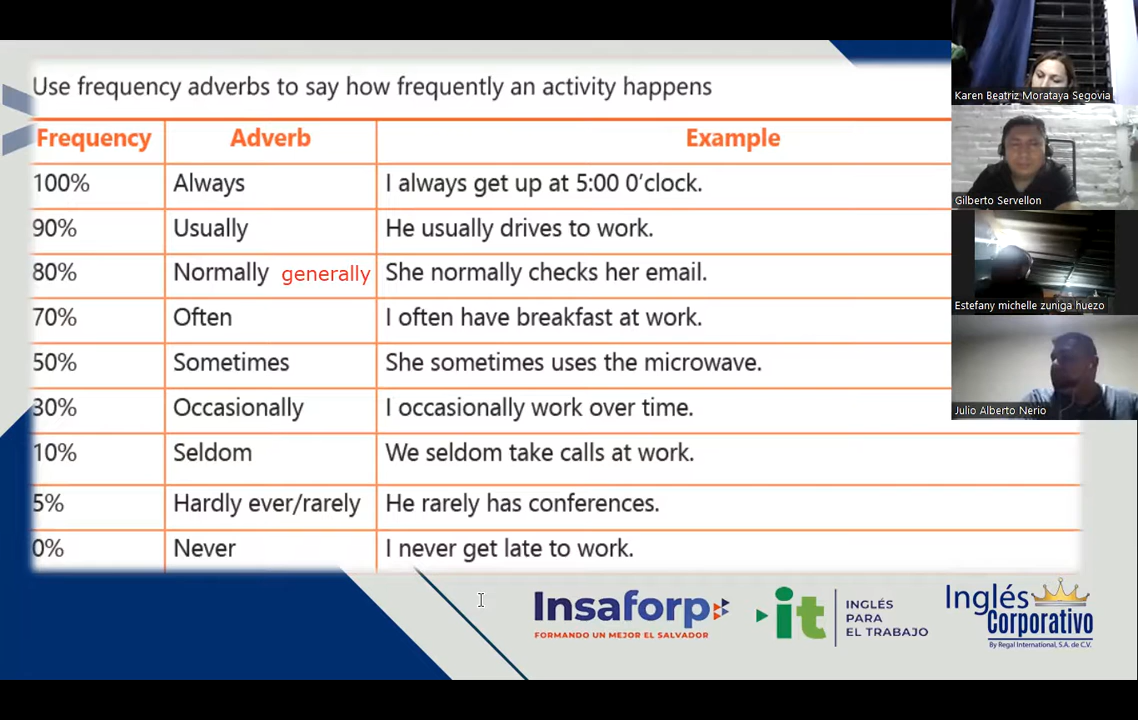 Use frequency adverbs to say how frequently an activity happens
Frequency Adverb Example
100% Always I always get up at 5:00 0'clock.
90% Usually He usually drives to work.
80% Normally generally She normally checks her email.
70% Often I often have breakfast at work.
50% Sometimes She sometimes uses the microwave.
30% Occasionally I occasionally work over time.
10% Seldom We seldom take calls at work.
5% Hardly ever/rarely He rarely has conferences.
0% Never I never get late to work.
Karen Beatriz Morataya Segovia
Gilberto Servellon
Estefany michelle zuniga huezo
Julio Alberto Nerio
Insaforp
FORMANDO UN MEJOR EL SALVADOR
it
INGLÉS
PARA
EL TRABAJO
Inglés
Corporativo
By Regal International, S.A. de C.V.